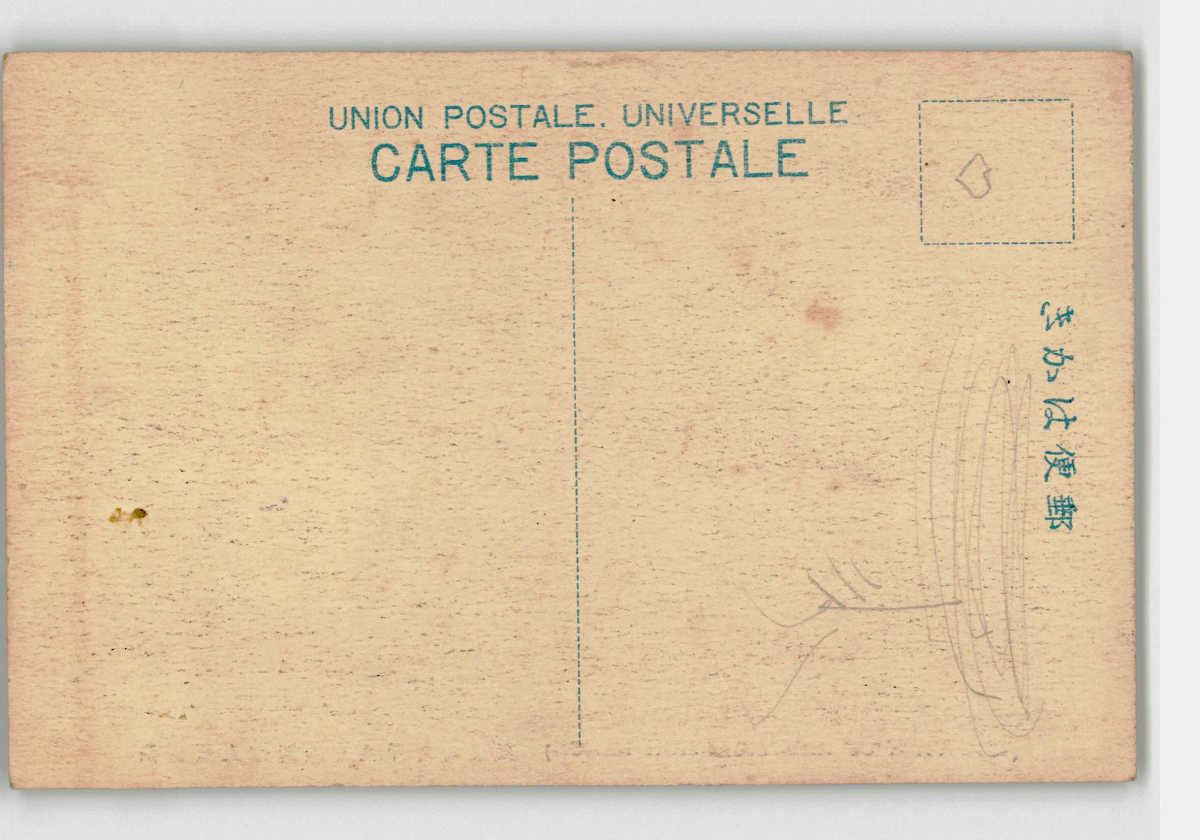 UNION POSTALE. UNIVERSELLE
CARTE POSTALE
郵便はかき